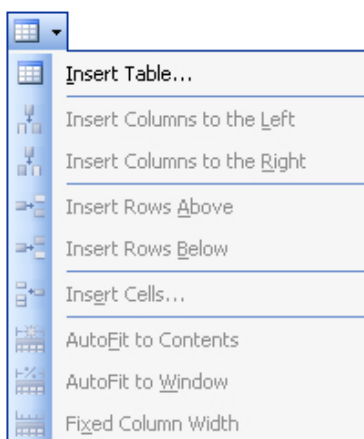 Insert Table...
Insert Columns to the Left
Insert Columns to the Right
Insert Rows Above
Insert Rows Below
Insert Cells...
AutoFit to Contents
AutoFit to Window
Fixed Column Width